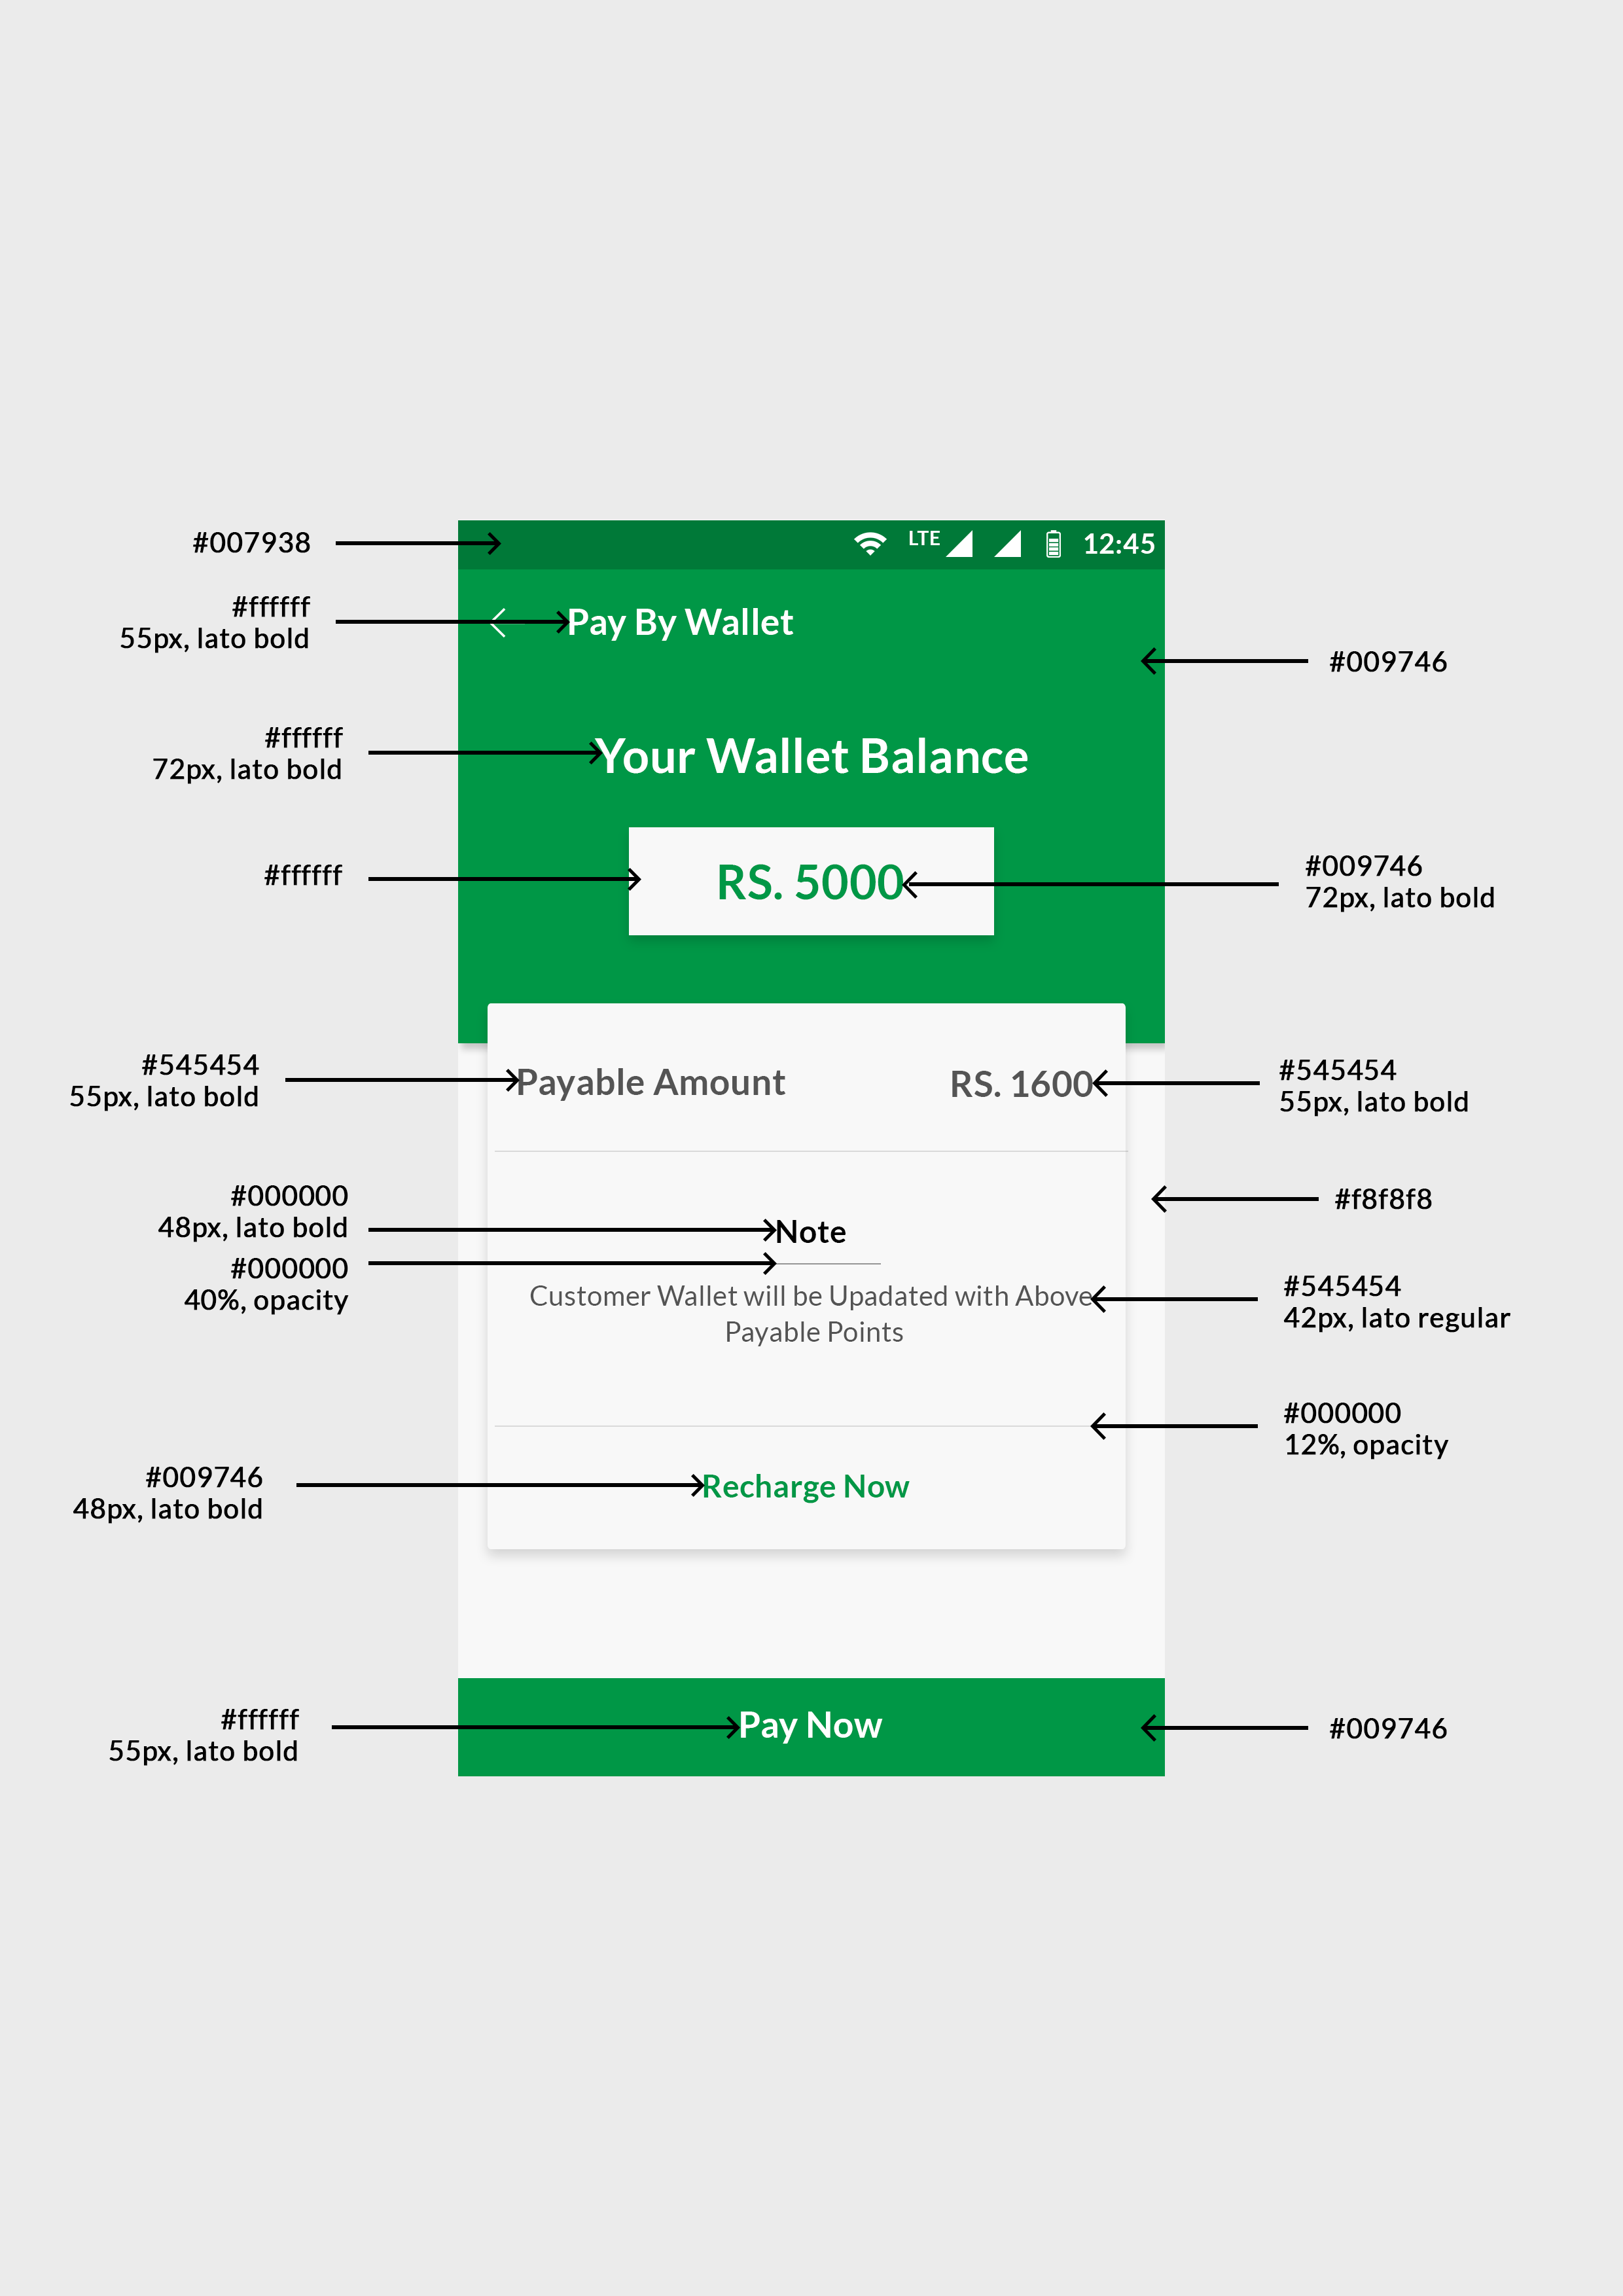 #007938
LTE
12:45
#ffffff
55px, lato bold
Pay By Wallet
#009746
#ffffff
72px, lato bold
Your Wallet Balance
#ffffff
RS. 5000
#009746
72px, lato bold
#545454
55px, lato bold
Payable Amount
RS. 1600
#545454
55px, lato bold
#000000
48px, lato bold
Note
#f8f8f8
#000000
40%, opacity
Customer Wallet will be Upadated with Above
Payable Points
#545454
42px, lato regular
#000000
12%, opacity
#009746
48px, lato bold
Recharge Now
#ffffff
55px, lato bold
Pay Now
#009746